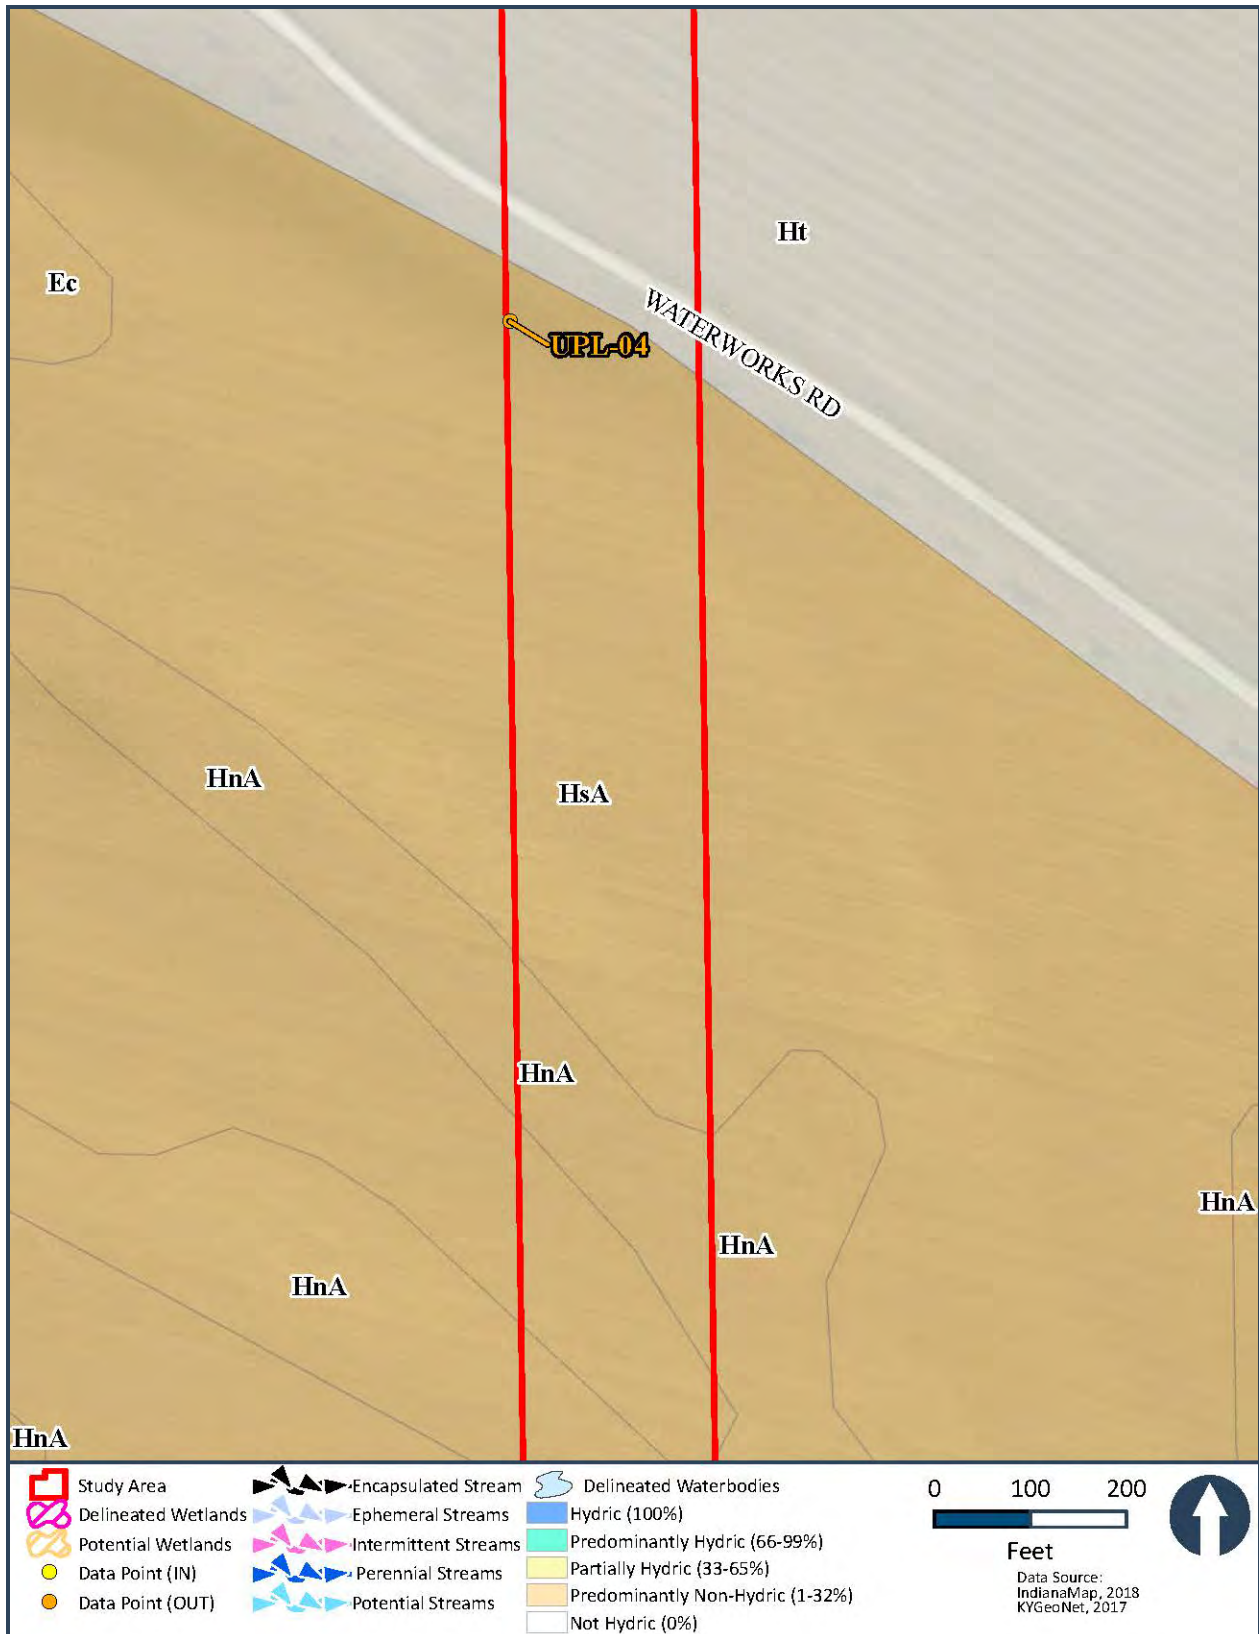 Ht
Ec
WATERWORKS RD
UPL-04
HnA
HsA
HnA
HnA
HnA
HnA
HnA
Study Area
Delineated Wetlands
Potential Wetlands
Data Point (IN)
Data Point (OUT)
Encapsulated Stream
Ephemeral Streams
Intermittent Streams
Perennial Streams
Potential Streams
Delineated Waterbodies
Hydric (100%)
Predominantly Hydric (66-99%)
Partially Hydric (33-65%)
Predominantly Non-Hydric (1-32%)
Not Hydric (0%)
0 100 200
Feet
Data Source:
IndianaMap, 2018
KYGeoNet, 2017